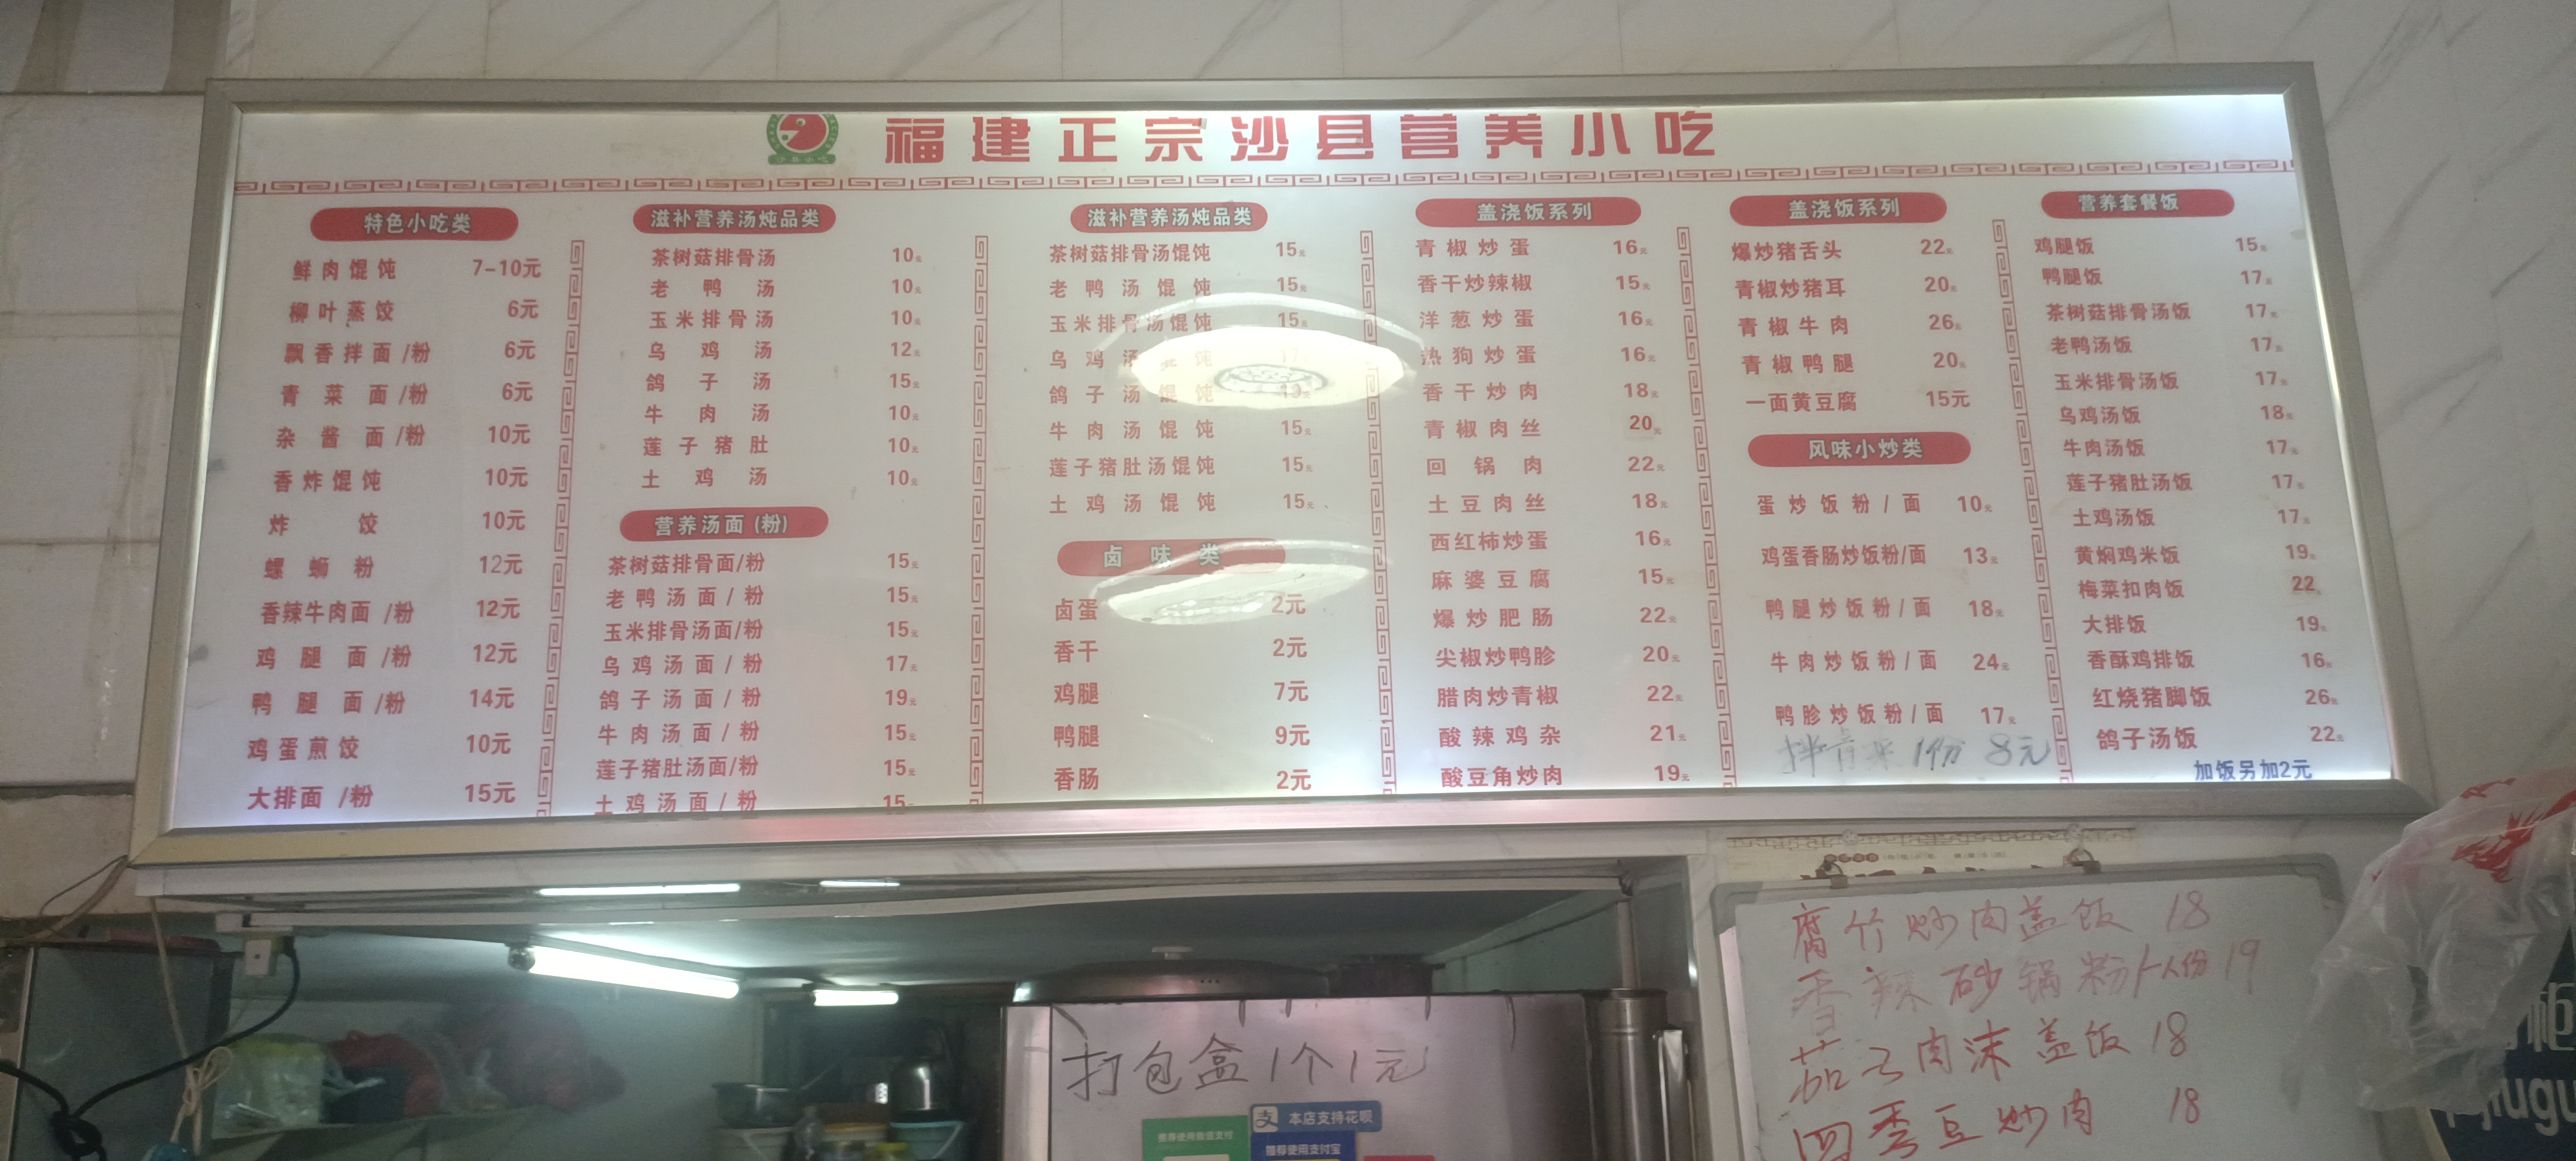 福建正宗沙县营养小吃
沙县小吃
特色小吃类
鲜肉馄饨 7-10元
柳叶蒸饺 6元
飘香拌面/粉 6元
青菜面/粉 6元
杂酱面/粉 10元
香炸馄饨 10元
炸饺 10元
螺蛳粉 12元
香辣牛肉面/粉 12元
鸡腿面/粉 12元
鸭腿面/粉 14元
鸡蛋煎饺 10元
大排面/粉 15元
滋补营养汤炖品类
茶树菇排骨汤 10元
老鸭汤 10元
玉米排骨汤 10元
乌鸡汤 12元
鸽子汤 15元
牛肉汤 10元
莲子猪肚 10元
土鸡汤 10元
营养汤面(粉)
茶树菇排骨面/粉 15元
老鸭汤面/粉 15元
玉米排骨汤面/粉 15元
乌鸡汤面/粉 17元
鸽子汤面/粉 19元
牛肉汤面/粉 15元
莲子猪肚汤面/粉 15元
土鸡汤面/粉 15
滋补营养汤炖品类
茶树菇排骨汤馄饨 15元
老鸭汤馄饨 15元
玉米排骨汤馄饨 15元
乌鸡汤 饨
鸽子汤馄饨
牛肉汤馄饨 15元
莲子猪肚汤馄饨 15元
土鸡汤馄饨 15元
卤味类
卤蛋 2元
香干 2元
鸡腿 7元
鸭腿 9元
香肠 2元
盖浇饭系列
青椒炒蛋 16元
香干炒辣椒 15元
洋葱炒蛋 16元
热狗炒蛋 16元
香干炒肉 18元
青椒肉丝 20元
回锅肉 22元
土豆肉丝 18元
西红柿炒蛋 16元
麻婆豆腐 15元
爆炒肥肠 22元
尖椒炒鸭胗 20元
腊肉炒青椒 22元
酸辣鸡杂 21元
酸豆角炒肉 19元
盖浇饭系列
爆炒猪舌头 22元
青椒炒猪耳 20元
青椒牛肉 26元
青椒鸭腿 20元
一面黄豆腐 15元
风味小炒类
蛋炒饭粉/面 10元
鸡蛋香肠炒饭粉/面 13元
鸭腿炒饭粉/面 18元
牛肉炒饭粉/面 24元
鸭胗炒饭粉/面 17元
拌青菜1份 8元
营养套餐饭
鸡腿饭 15元
鸭腿饭 17元
茶树菇排骨汤饭 17元
老鸭汤饭 17元
玉米排骨汤饭 17元
乌鸡汤饭 18元
牛肉汤饭 17元
莲子猪肚汤饭 17元
土鸡汤饭 17元
黄焖鸡米饭 19元
梅菜扣肉饭 22元
大排饭 19元
香酥鸡排饭 16元
红烧猪脚饭 26元
鸽子汤饭 22元
加饭另加2元
腐竹炒肉盖饭 18
香辣砂锅粉1人份 19
茄子肉沫盖饭 18
四季豆炒肉 18
打包盒1个1元
支 本店支持花呗
推荐使用微信支付
推荐使用支付宝
柜
jiugu